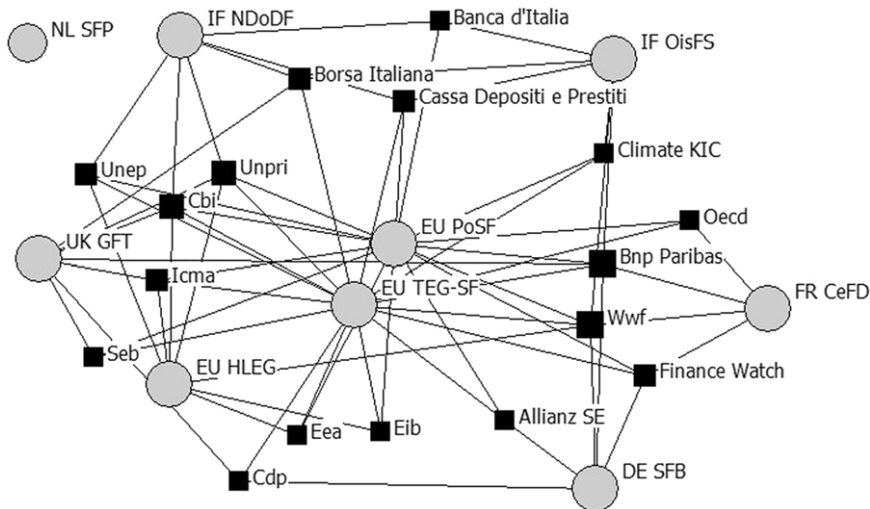 NL SFP
IF NDoDF
Banca d'Italia
IF OisFS
Borsa Italiana
Cassa Depositi e Prestiti
Climate KIC
Unep
Unpri
Cbi
EU PoSF
Oecd
UK GFT
Bnp Paribas
Icma
EU TEG-SF
FR CeFD
Wwf
Seb
EU HLEG
Finance Watch
Allianz SE
Eea
Eib
Cdp
DE SFB